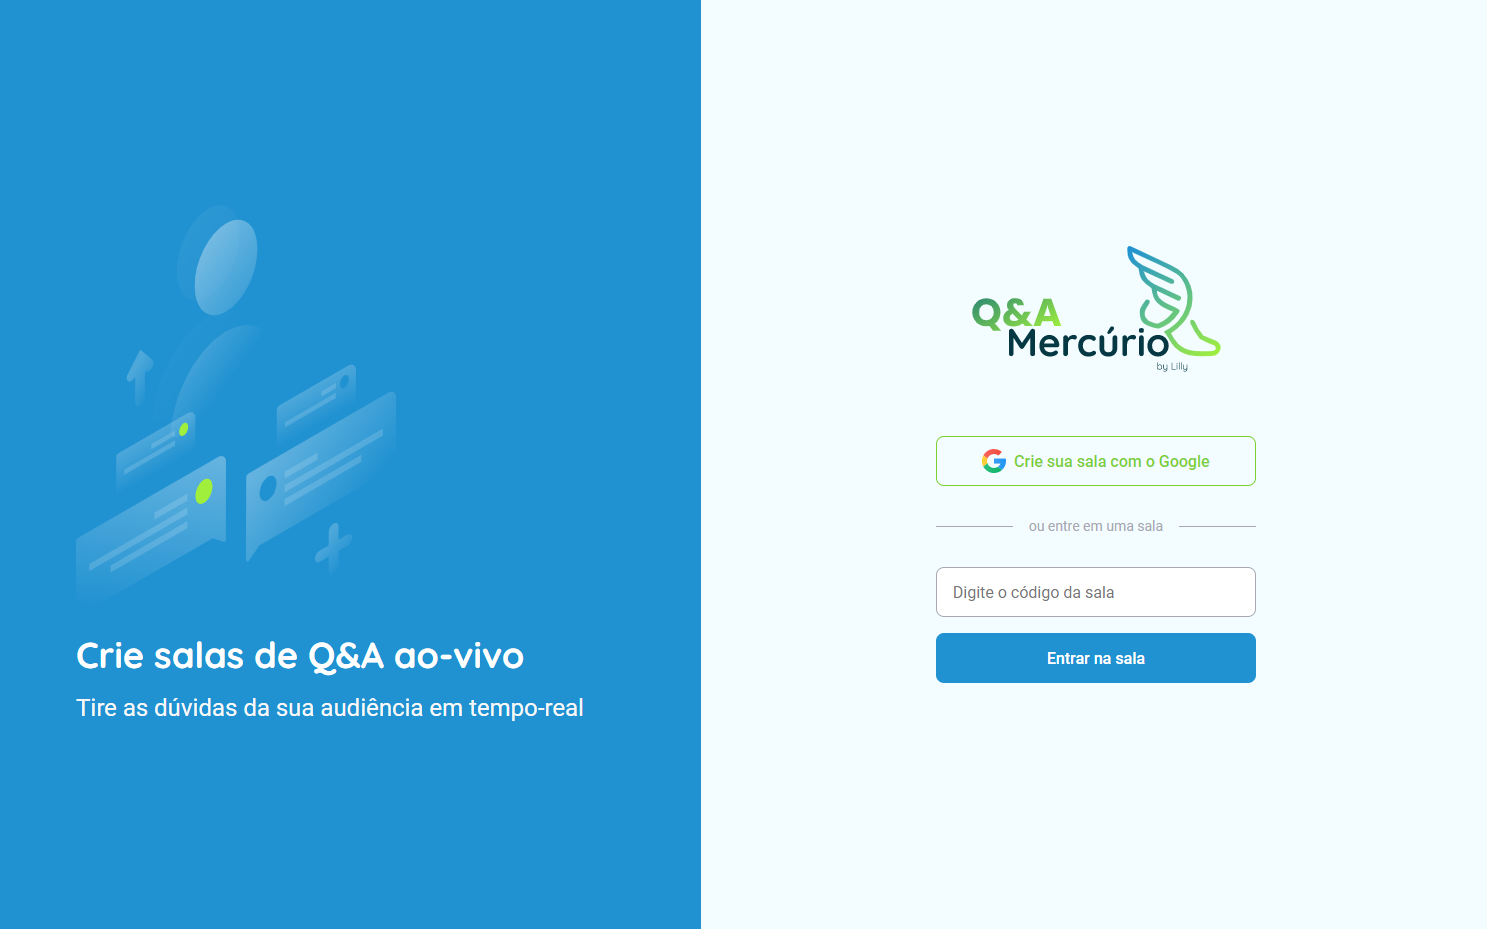 Crie salas de Q&A ao-vivo
Tire as dúvidas da sua audiência em tempo-real
Q&A
Mercúrio
by Lilly
Crie sua sala com o Google
ou entre em uma sala
Digite o código da sala
Entrar na sala